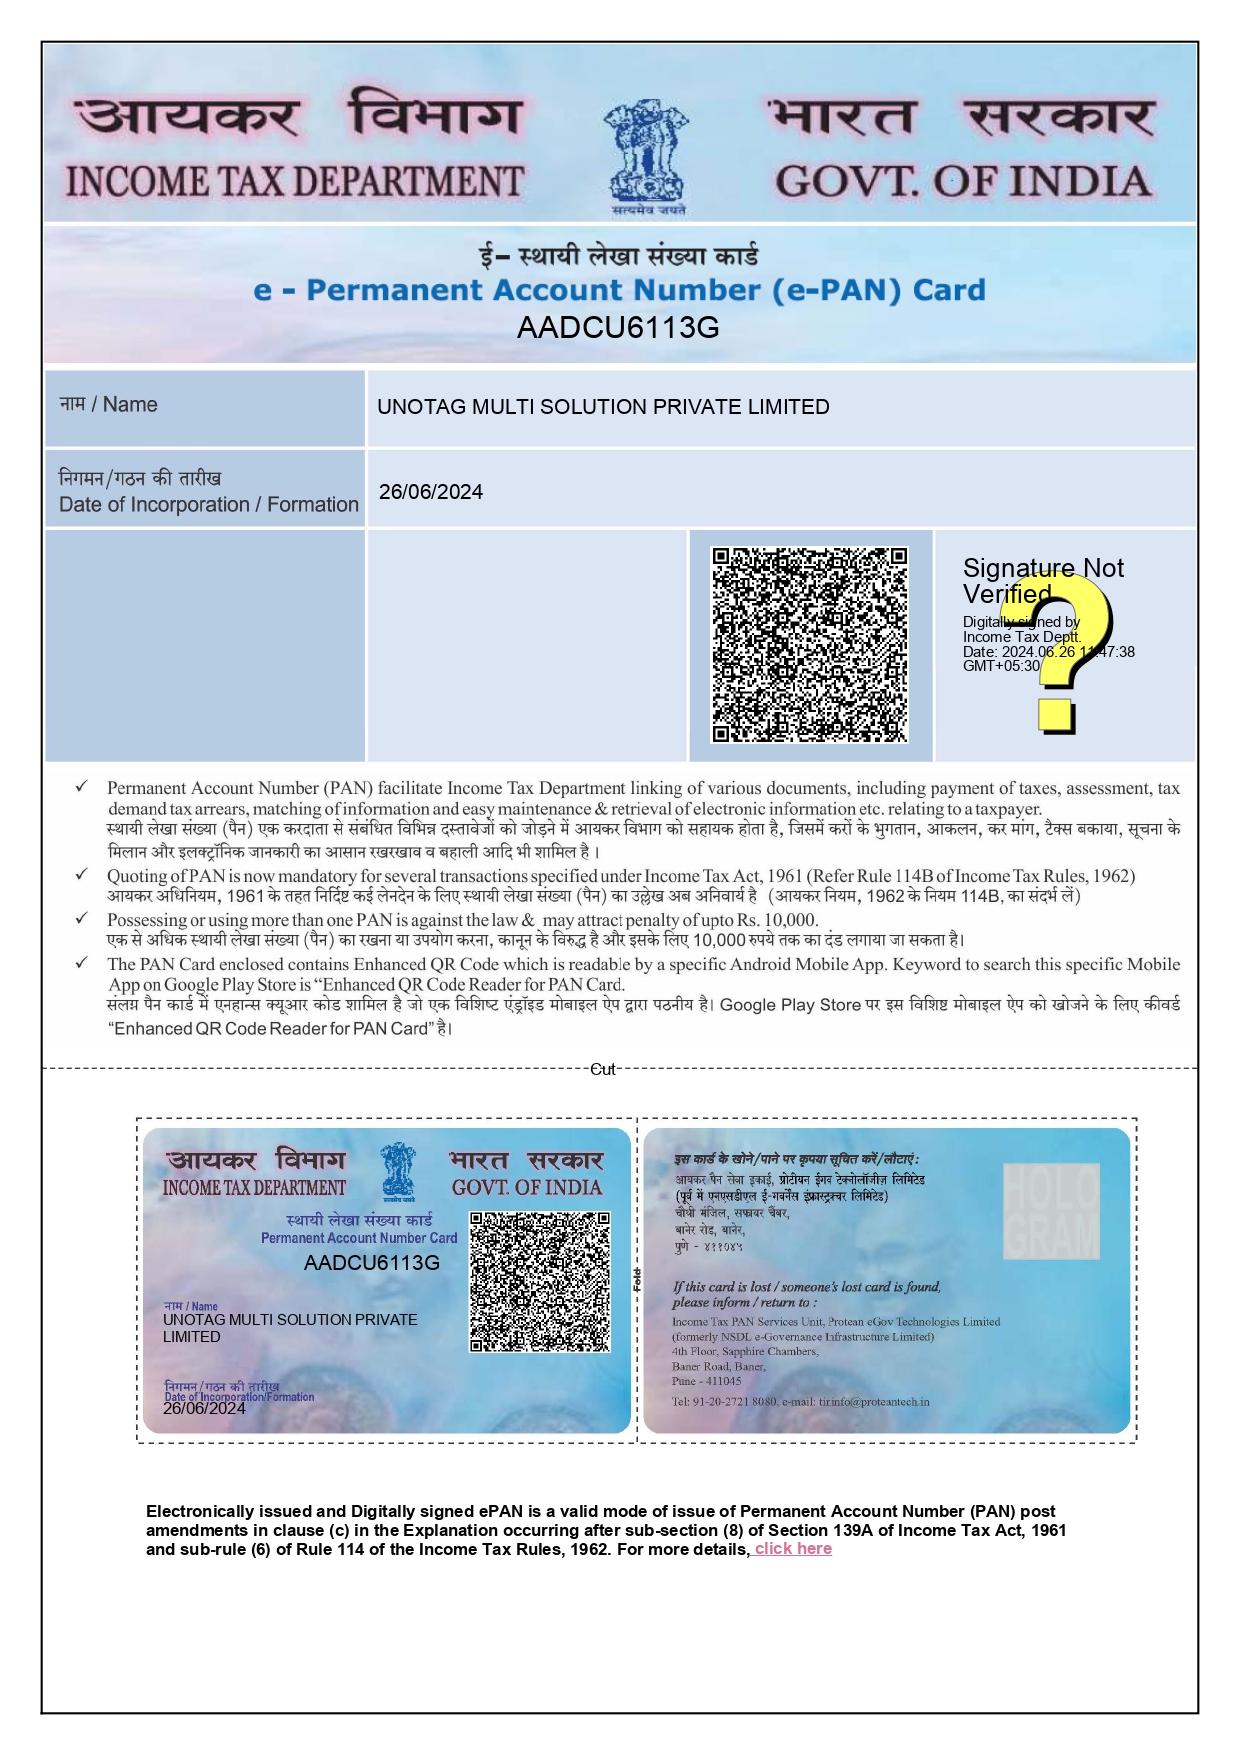 आयकर विभाग
INCOME TAX DEPARTMENT
सत्यमेव जयते
भारत सरकार
GOVT. OF INDIA
ई– स्थायी लेखा संख्या कार्ड
e - Permanent Account Number (e-PAN) Card
AADCU6113G
नाम / Name
UNOTAG MULTI SOLUTION PRIVATE LIMITED
निगमन/गठन की तारीख
Date of Incorporation / Formation
26/06/2024
Signature Not
Verified
Digitally signed by
Income Tax Deptt.
Date: 2024.06.26 11:47:38
GMT+05:30
✓ Permanent Account Number (PAN) facilitate Income Tax Department linking of various documents, including payment of taxes, assessment, tax
demand tax arrears, matching of information and easy maintenance & retrieval of electronic information etc. relating to a taxpayer.
स्थायी लेखा संख्या (पैन) एक करदाता से संबंधित विभिन्न दस्तावेजों को जोड़ने में आयकर विभाग को सहायक होता है, जिसमें करों के भुगतान, आकलन, कर मांग, टैक्स बकाया, सूचना के
मिलान और इलक्ट्रॉनिक जानकारी का आसान रखरखाव व बहाली आदि भी शामिल है ।
✓ Quoting of PAN is now mandatory for several transactions specified under Income Tax Act, 1961 (Refer Rule 114B of Income Tax Rules, 1962)
आयकर अधिनियम, 1961 के तहत निर्दिष्ट कई लेनदेन के लिए स्थायी लेखा संख्या (पैन) का उल्लेख अब अनिवार्य है (आयकर नियम, 1962 के नियम 114B, का संदर्भ लें)
✓ Possessing or using more than one PAN is against the law & may attract penalty of upto Rs. 10,000.
एक से अधिक स्थायी लेखा संख्या (पैन) का रखना या उपयोग करना, कानून के विरुद्ध है और इसके लिए 10,000 रुपये तक का दंड लगाया जा सकता है।
✓ The PAN Card enclosed contains Enhanced QR Code which is readable by a specific Android Mobile App. Keyword to search this specific Mobile
App on Google Play Store is “Enhanced QR Code Reader for PAN Card.
संलग्न पैन कार्ड में एनहान्स क्यूआर कोड शामिल है जो एक विशिष्ट एंड्रॉइड मोबाइल ऐप द्वारा पठनीय है। Google Play Store पर इस विशिष्ट मोबाइल ऐप को खोजने के लिए कीवर्ड
“Enhanced QR Code Reader for PAN Card” है।
Cut
आयकर विभाग
INCOME TAX DEPARTMENT
सत्यमेव जयते
भारत सरकार
GOVT. OF INDIA
स्थायी लेखा संख्या कार्ड
Permanent Account Number Card
AADCU6113G
नाम / Name
UNOTAG MULTI SOLUTION PRIVATE
LIMITED
निगमन/गठन की तारीख
Date of Incorporation/Formation
26/06/2024
Fold
इस कार्ड के खोने/पाने पर कृपया सूचित करें/लौटाएं :
आयकर पैन सेवा इकाई, प्रोटीयन ईगव टेक्नोलॉजीज़ लिमिटेड
(पूर्व में एनएसडीएल ई-गवर्नेंस इंफ्रास्ट्रक्चर लिमिटेड)
चौथी मंजिल, सफायर चैंबर,
बानेर रोड, बानेर,
पुणे - ४११०४५
HOLO
GRAM
If this card is lost / someone's lost card is found,
please inform / return to :
Income Tax PAN Services Unit, Protean eGov Technologies Limited
(formerly NSDL e-Governance Infrastructure Limited)
4th Floor, Sapphire Chambers,
Baner Road, Baner,
Pune - 411045
Tel: 91-20-2721 8080, e-mail: tininfo@proteantech.in
Electronically issued and Digitally signed ePAN is a valid mode of issue of Permanent Account Number (PAN) post
amendments in clause (c) in the Explanation occurring after sub-section (8) of Section 139A of Income Tax Act, 1961
and sub-rule (6) of Rule 114 of the Income Tax Rules, 1962. For more details, click here